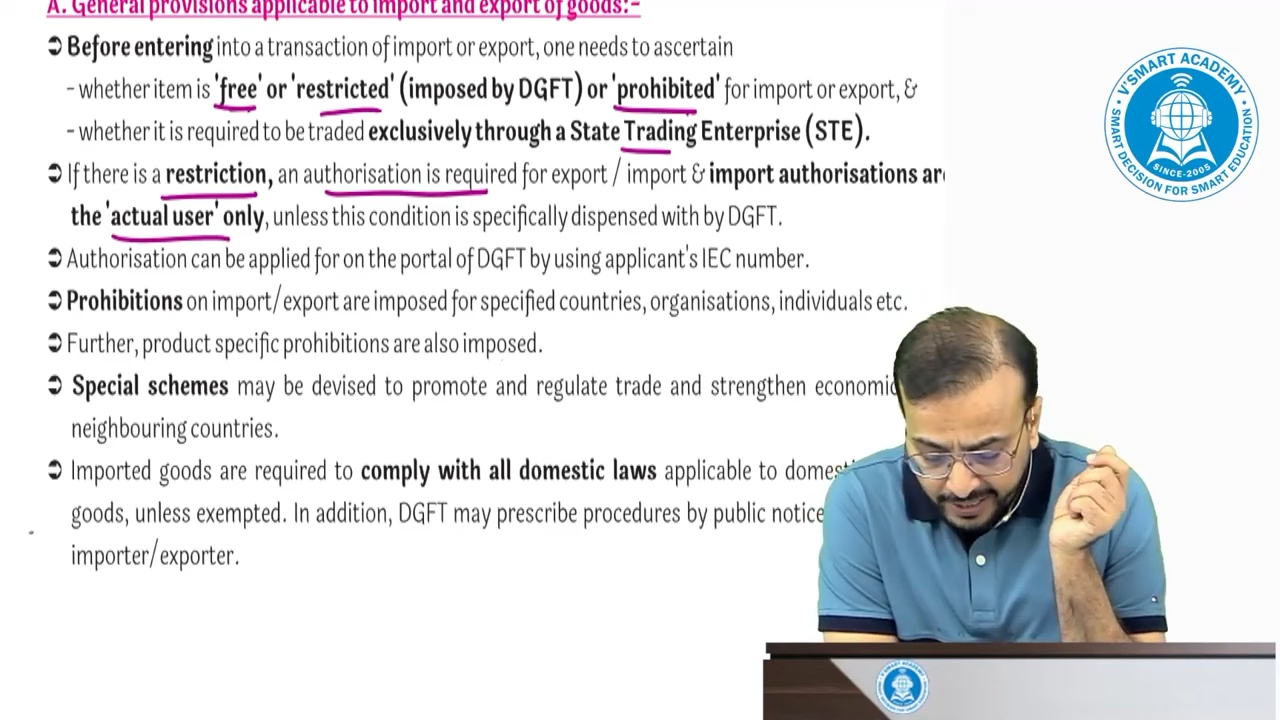 A. General provisions applicable to import and export of goods:-
➲ Before entering into a transaction of import or export, one needs to ascertain
- whether item is 'free' or 'restricted' (imposed by DGFT) or 'prohibited' for import or export, &
- whether it is required to be traded exclusively through a State Trading Enterprise (STE).
➲ If there is a restriction, an authorisation is required for export / import & import authorisations are
the 'actual user' only, unless this condition is specifically dispensed with by DGFT.
➲ Authorisation can be applied for on the portal of DGFT by using applicant's IEC number.
➲ Prohibitions on import/export are imposed for specified countries, organisations, individuals etc.
➲ Further, product specific prohibitions are also imposed.
➲ Special schemes may be devised to promote and regulate trade and strengthen economic
neighbouring countries.
➲ Imported goods are required to comply with all domestic laws applicable to domesti
goods, unless exempted. In addition, DGFT may prescribe procedures by public notice
importer/exporter.
V'SMART ACADEMY
SINCE-2005
SMART DECISION FOR SMART EDUCATION